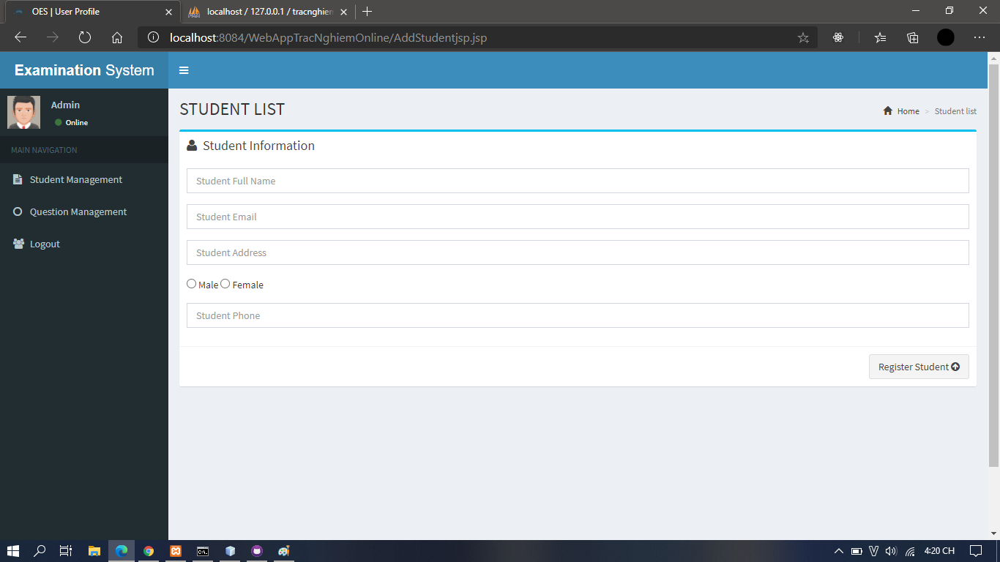 OES | User Profile
localhost / 127.0.0.1 / tracnghiem
localhost:8084/WebAppTracNghiemOnline/AddStudentjsp.jsp
Examination System
Admin
Online
MAIN NAVIGATION
Student Management
Question Management
Logout
STUDENT LIST
Home > Student list
Student Information
Student Full Name
Student Email
Student Address
Male Female
Student Phone
Register Student
4:20 CH